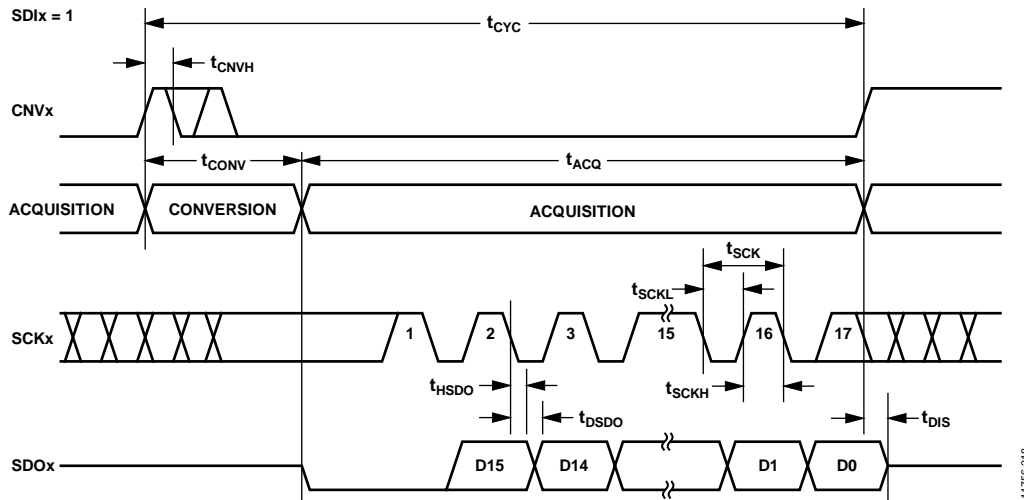 SDIx = 1
tCYC
tCNVH
CNVx
tCONV
tACQ
ACQUISITION
CONVERSION
ACQUISITION
tSCK
tSCKL
SCKx
1
2
3
15
16
17
tHSDO
tSCKH
tDSDO
tDIS
SDOx
D15
D14
D1
D0